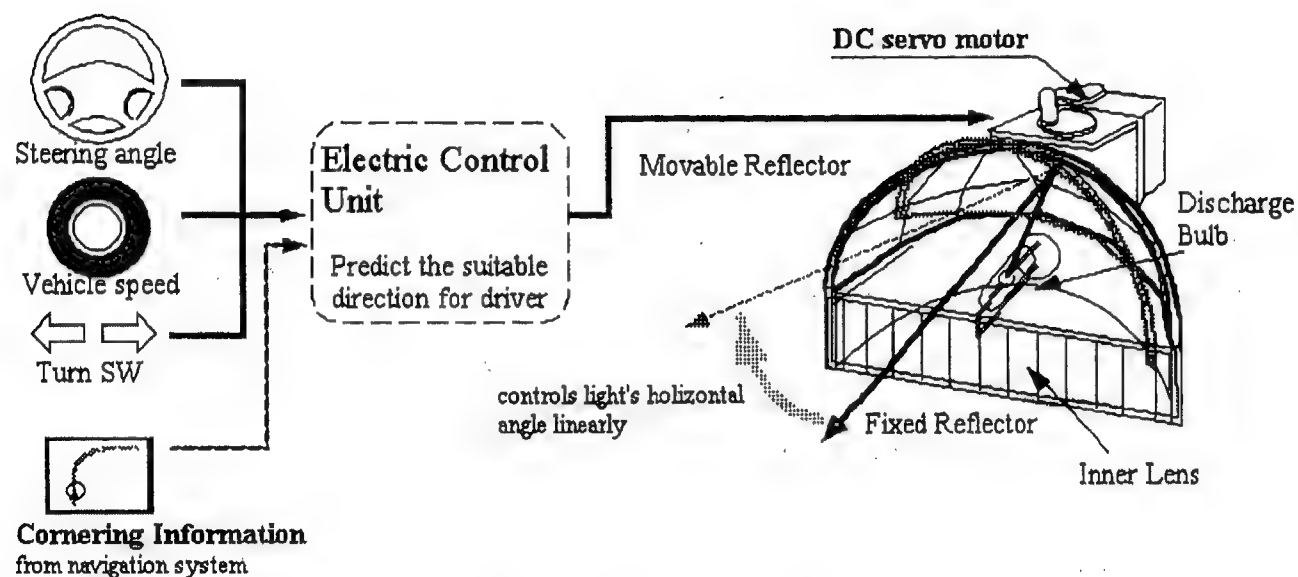 DC servo motor
Steering angle
Electric Control
Unit
Movable Reflector
Discharge
Bulb
Predict the suitable
direction for driver
Vehicle speed
Turn SW
controls light's holizontal
angle linearly
Fixed Reflector
Inner Lens
Cornering Information
from navigation system